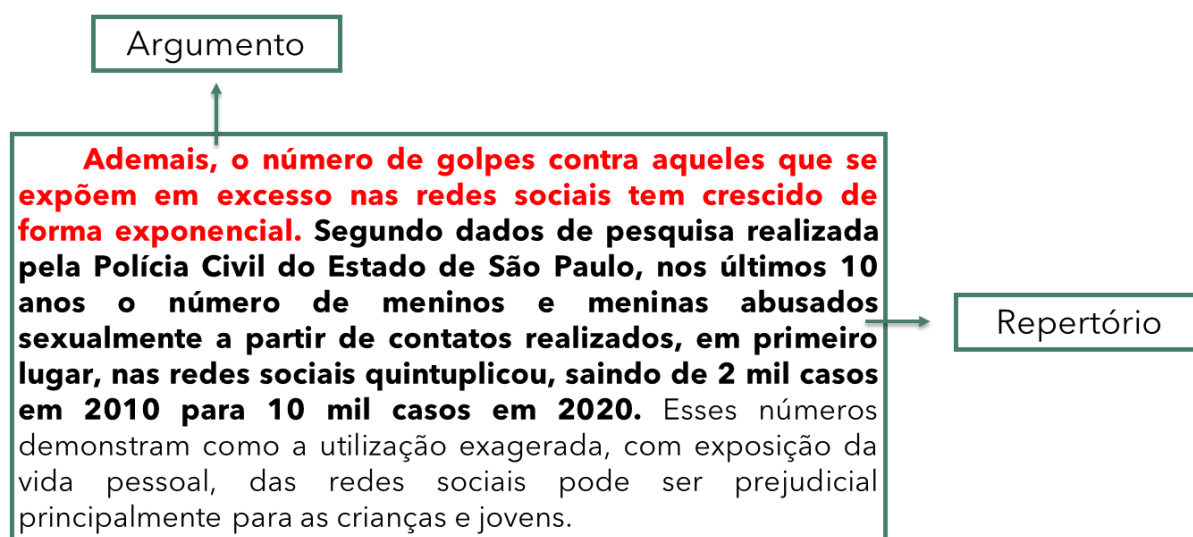 Argumento
Ademais, o número de golpes contra aqueles que se
expõem em excesso nas redes sociais tem crescido de
forma exponencial. Segundo dados de pesquisa realizada
pela Polícia Civil do Estado de São Paulo, nos últimos 10
anos o número de meninos e meninas abusados
sexualmente a partir de contatos realizados, em primeiro
lugar, nas redes sociais quintuplicou, saindo de 2 mil casos
em 2010 para 10 mil casos em 2020. Esses números
demonstram como a utilização exagerada, com exposição da
vida pessoal, das redes sociais pode ser prejudicial
principalmente para as crianças e jovens.
Repertório